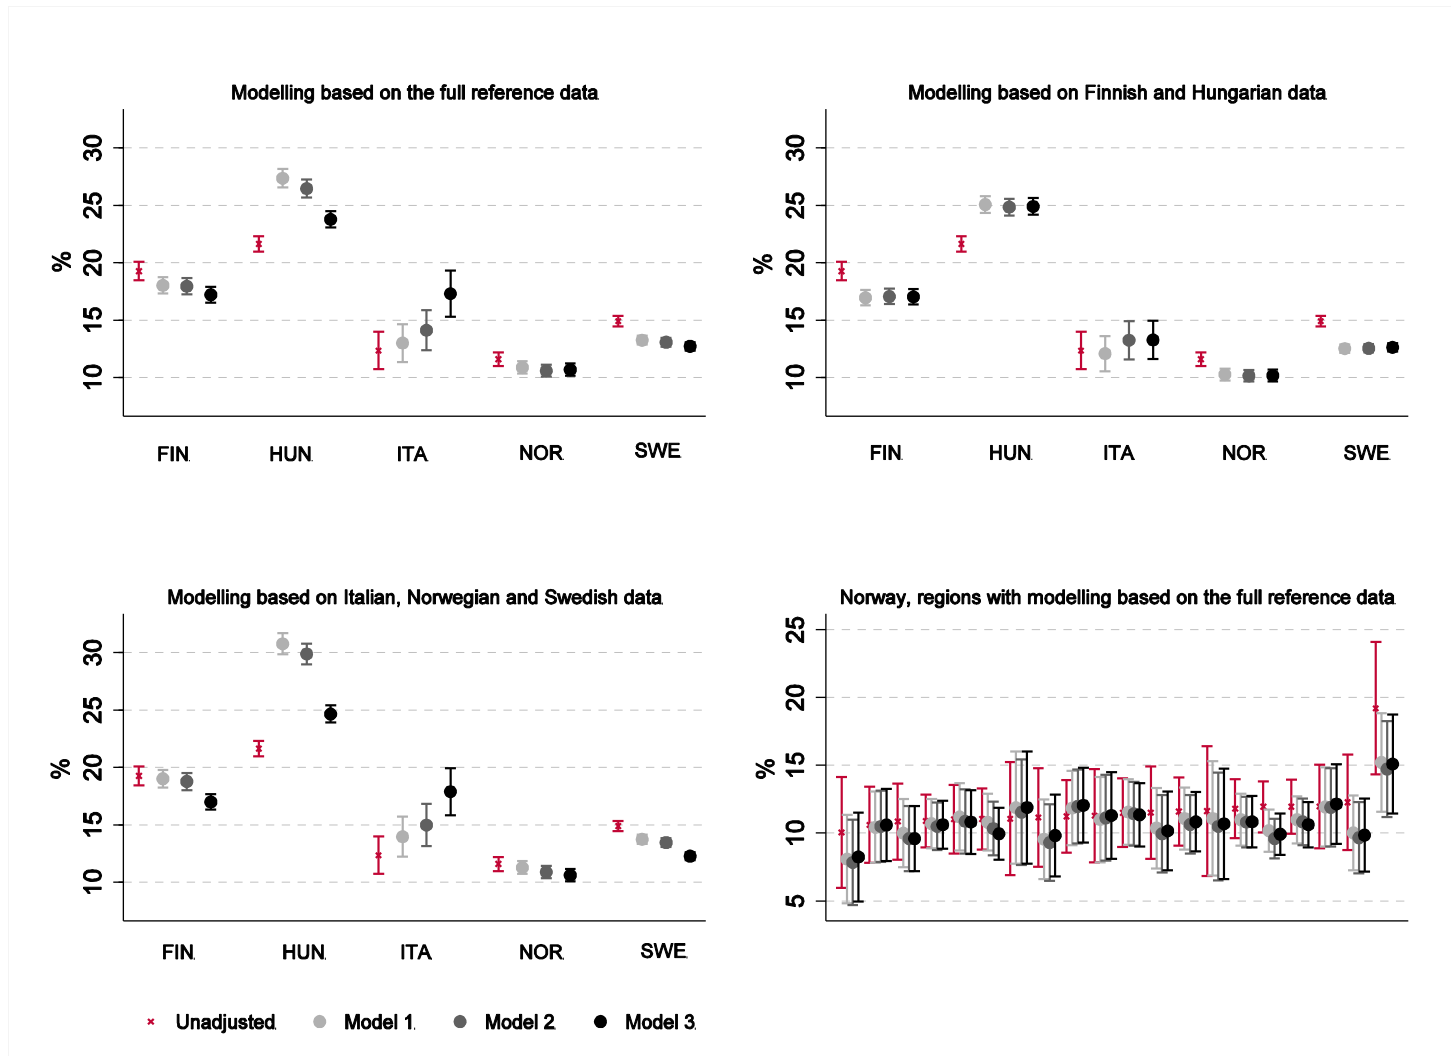 Modelling based on the full reference data
30
25
20
15
10
%
FIN
HUN
ITA
NOR
SWE
Modelling based on Finnish and Hungarian data
30
25
20
15
10
%
FIN
HUN
ITA
NOR
SWE
Modelling based on Italian, Norwegian and Swedish data
30
25
20
15
10
%
FIN
HUN
ITA
NOR
SWE
Norway, regions with modelling based on the full reference data
25
20
15
10
5
%
Unadjusted
Model 1
Model 2
Model 3